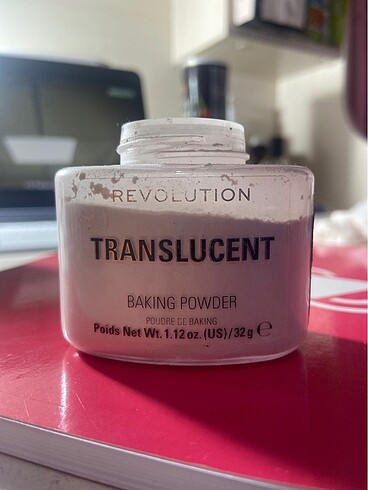 REVOLUTION
TRANSLUCENT
BAKING POWDER
POUDRE DE BAKING
Poids Net Wt. 1.12 oz. (US)/32g ℮